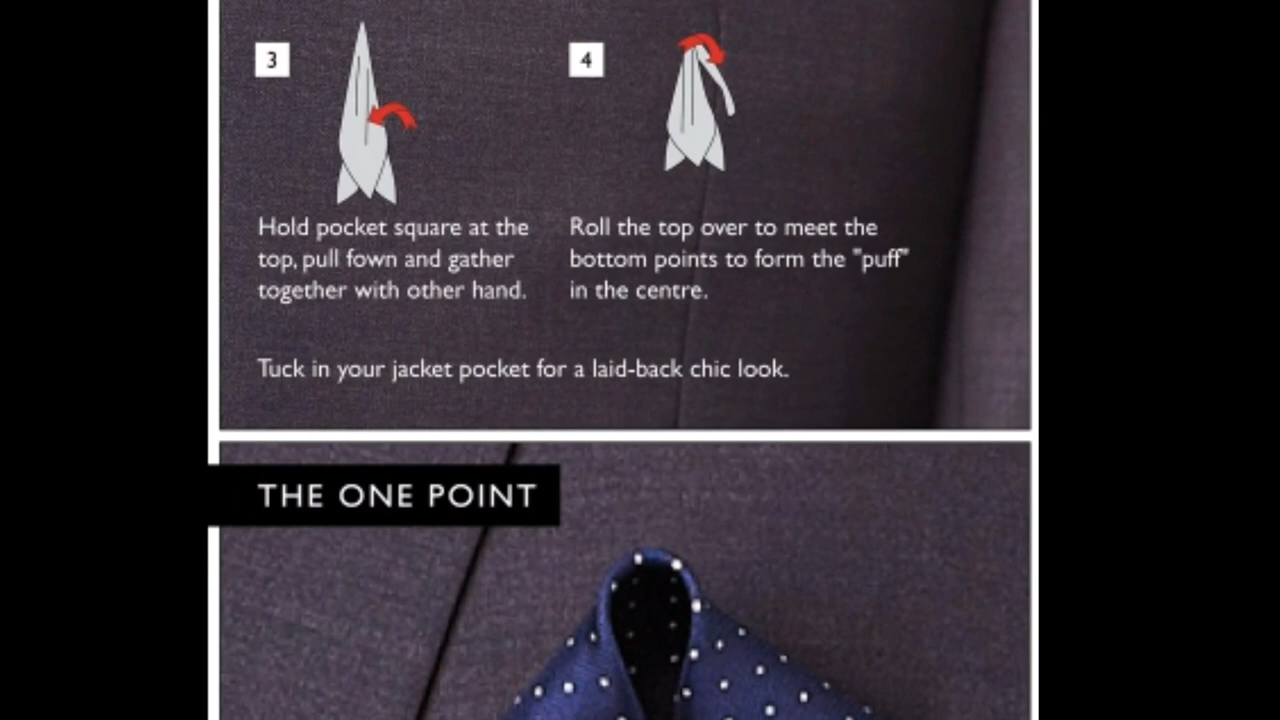 3
Hold pocket square at the
top, pull fown and gather
together with other hand.
4
Roll the top over to meet the
bottom points to form the "puff"
in the centre.
Tuck in your jacket pocket for a laid-back chic look.
THE ONE POINT